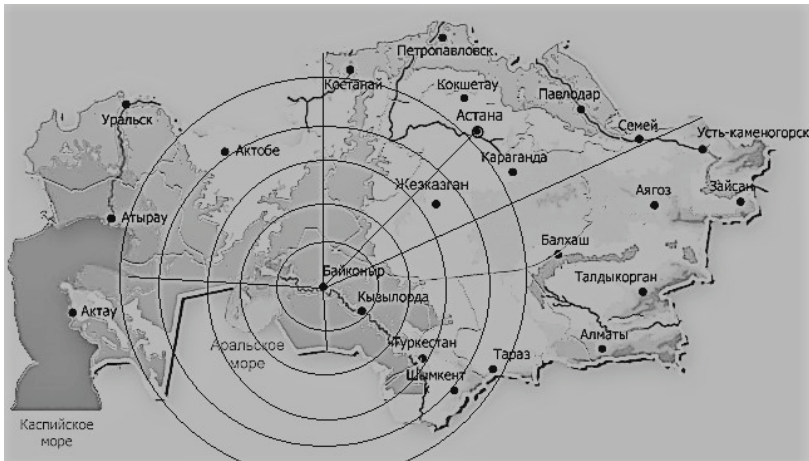 Петропавловск
Костанай
Кокшетау
Павлодар
Уральск
Астана
Семей
Усть-каменогорск
Актобе
Караганда
Жезказган
Аягоз
Зайсан
Атырау
Балхаш
Байконыр
Талдыкорган
Актау
Кызылорда
Аральское
море
Туркестан
Алматы
Тараз
Шымкент
Каспийское
море